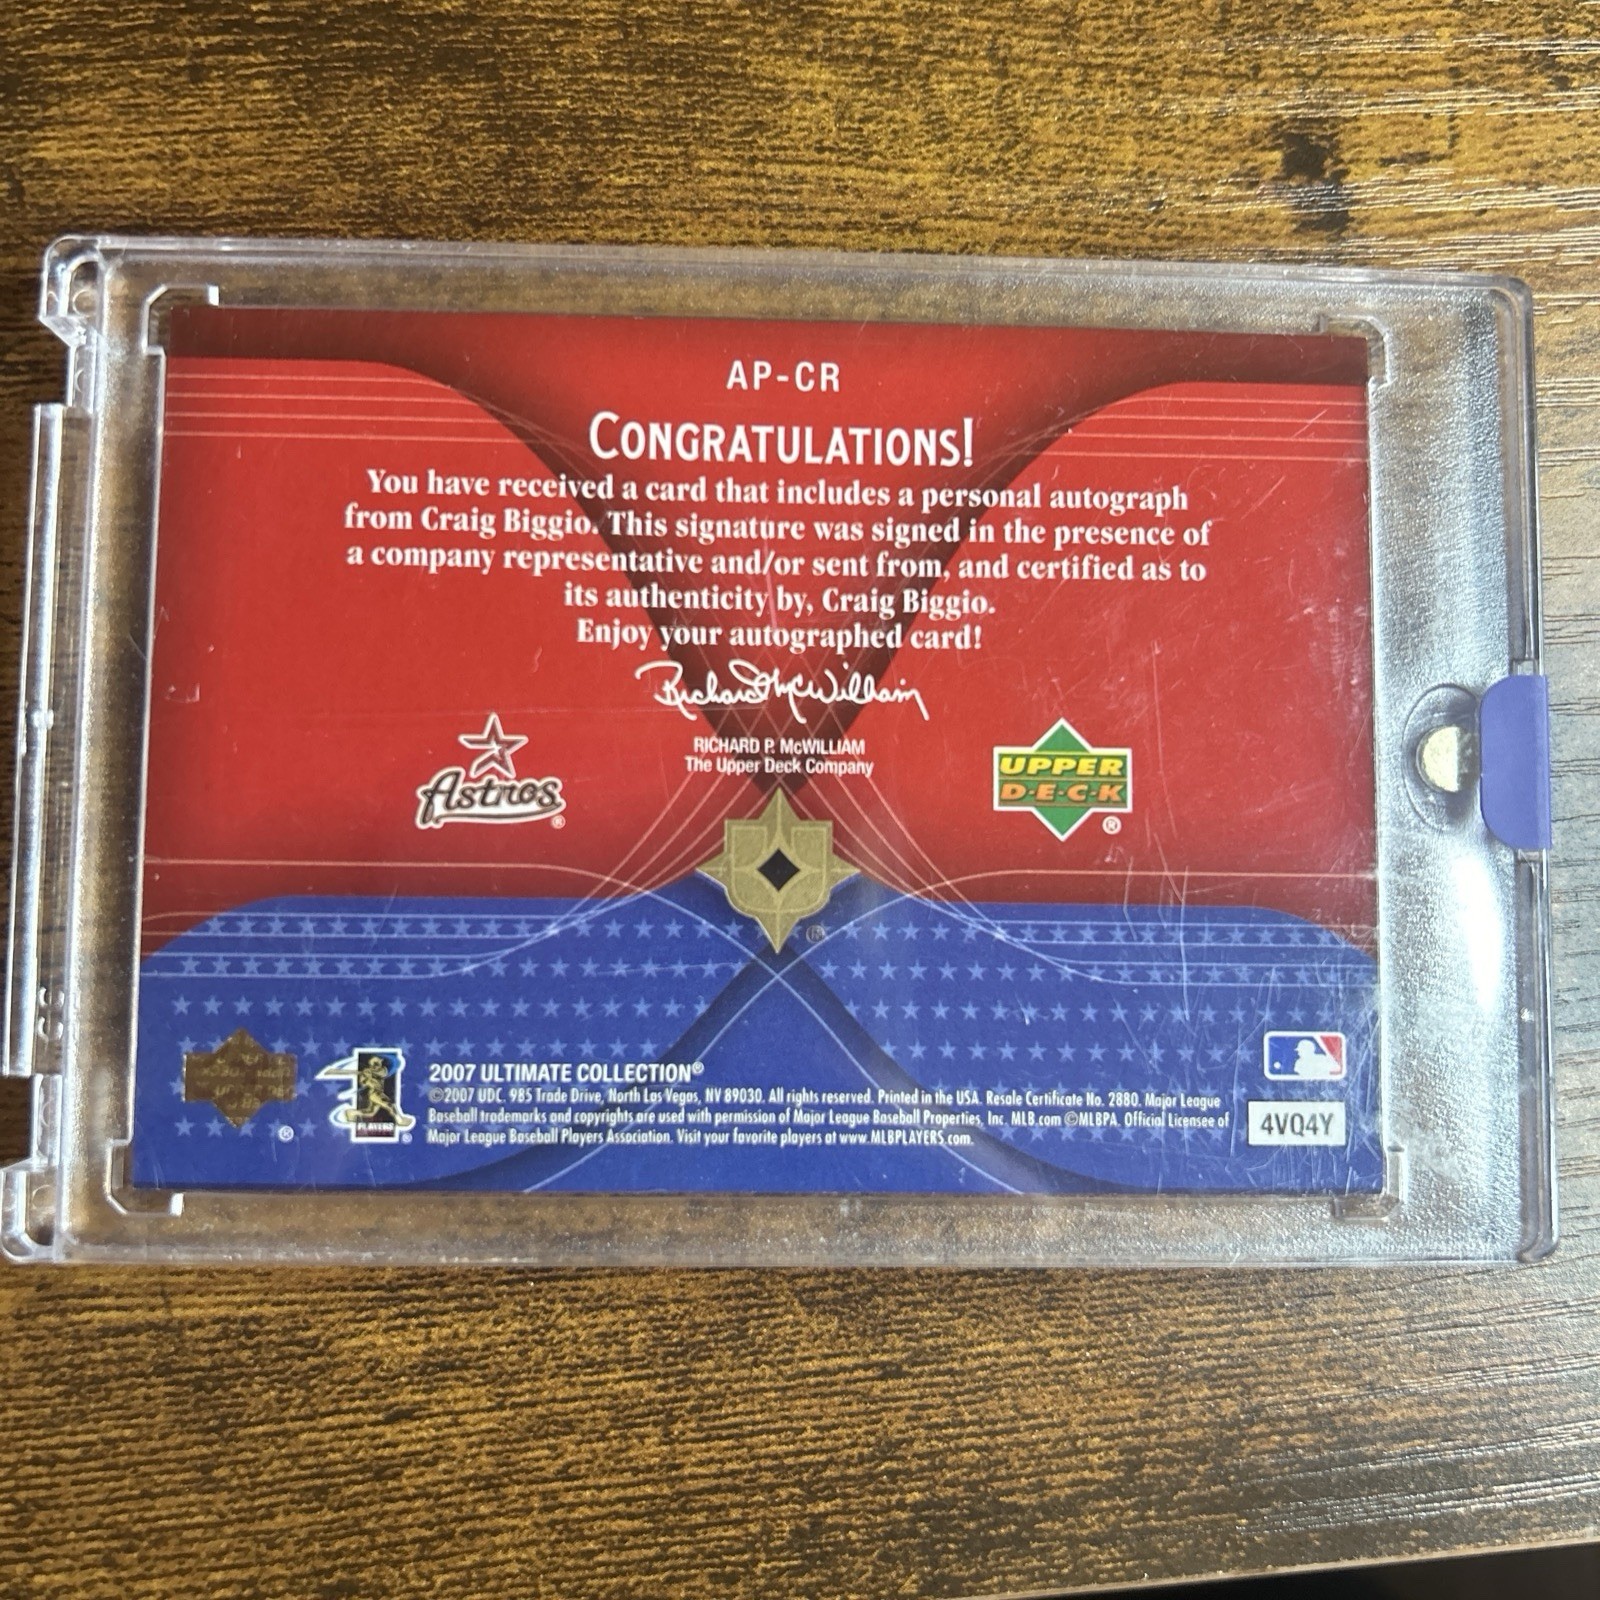 AP-CR
CONGRATULATIONS!
You have received a card that includes a personal autograph
from Craig Biggio. This signature was signed in the presence of
a company representative and/or sent from, and certified as to
its authenticity by, Craig Biggio.
Enjoy your autographed card!
Richard McWilliam
RICHARD P. McWILLIAM
The Upper Deck Company
Astros®
UPPER
D·E·C·K
®
®
2007 ULTIMATE COLLECTION®
©2007 UDC. 985 Trade Drive, North Las Vegas, NV 89030. All rights reserved. Printed in the USA. Resale Certificate No. 2880. Major League
Baseball trademarks and copyrights are used with permission of Major League Baseball Properties, Inc. MLB.com ©MLBPA. Official Licensee of
Major League Baseball Players Association. Visit your favorite players at www.MLBPLAYERS.com.
PLAYERS
®
®
4VQ4Y